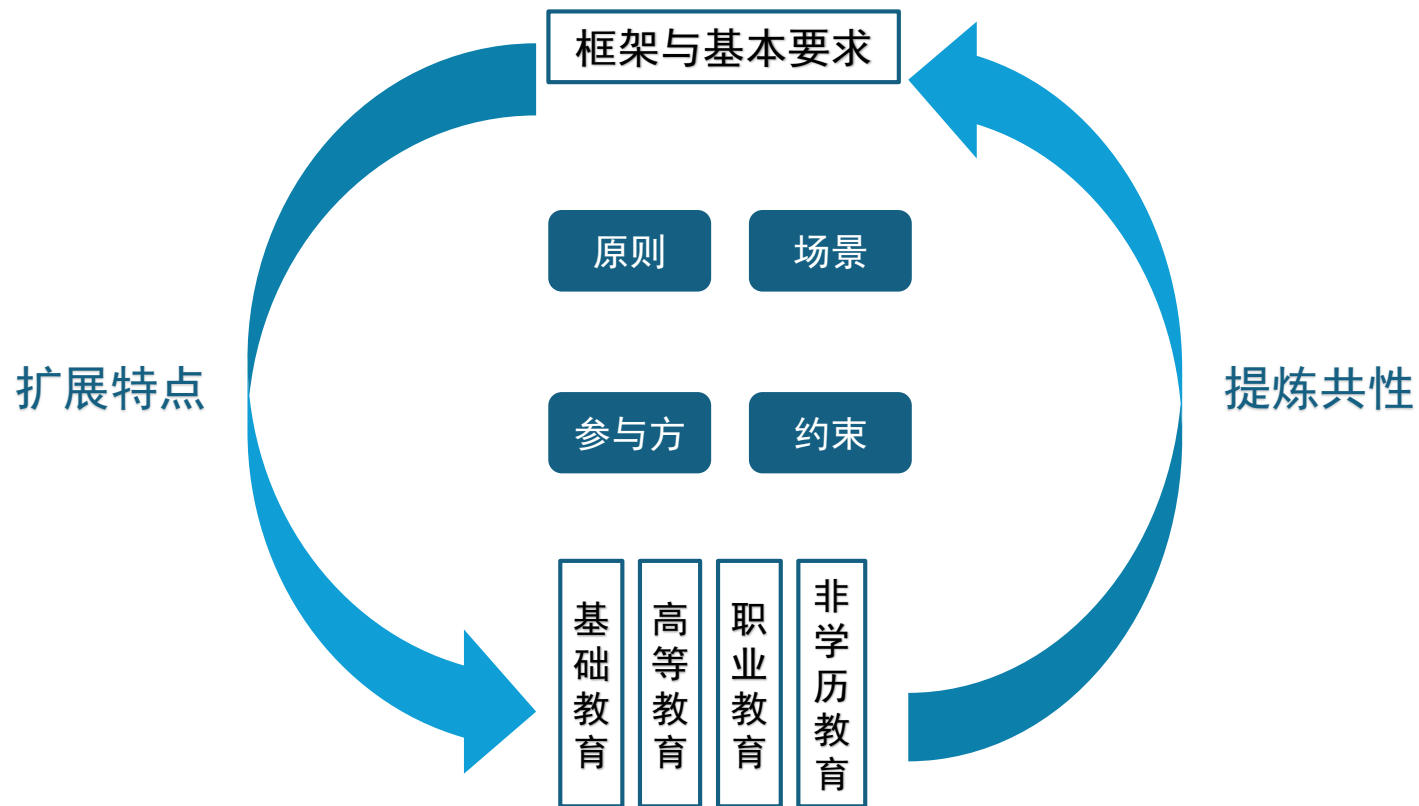 框架与基本要求
原则
场景
扩展特点
提炼共性
参与方
约束
基础教育
高等教育
职业教育
非学历教育